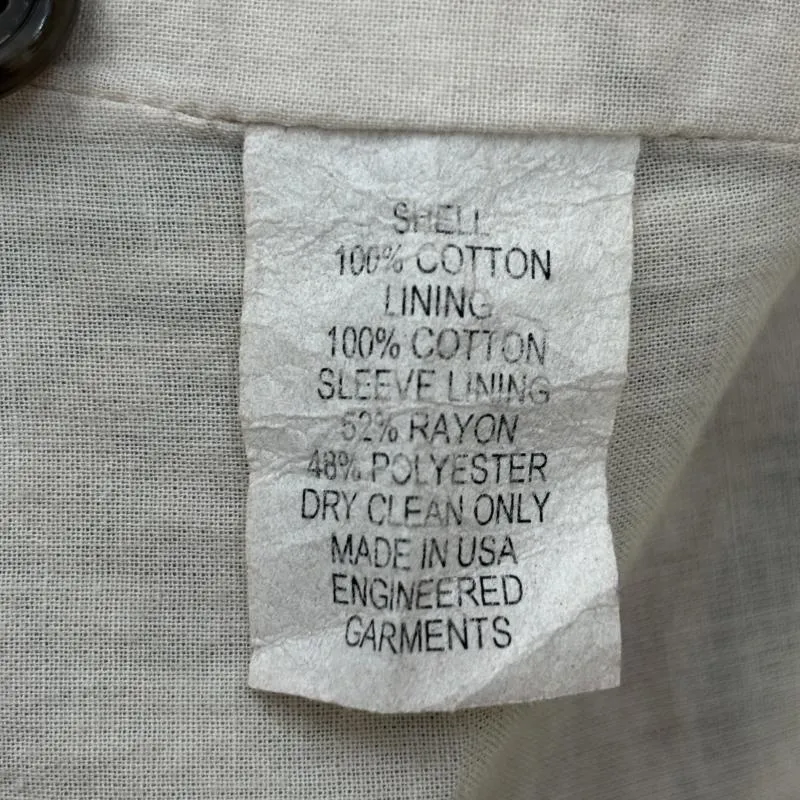 SHELL
100% COTTON
LINING
100% COTTON
SLEEVE LINING
52% RAYON
48% POLYESTER
DRY CLEAN ONLY
MADE IN USA
ENGINEERED
GARMENTS